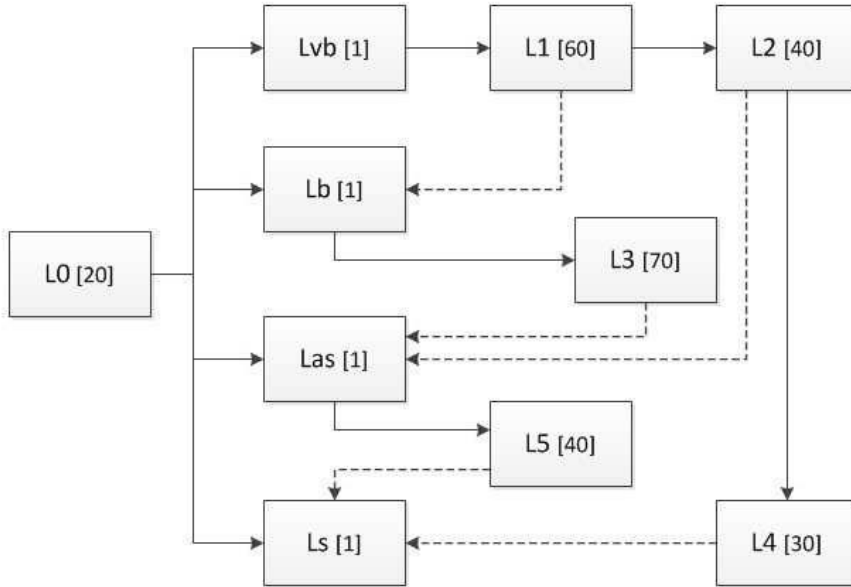 Lvb [1]
L1 [60]
L2 [40]
Lb [1]
L0 [20]
L3 [70]
Las [1]
L5 [40]
Ls [1]
L4 [30]